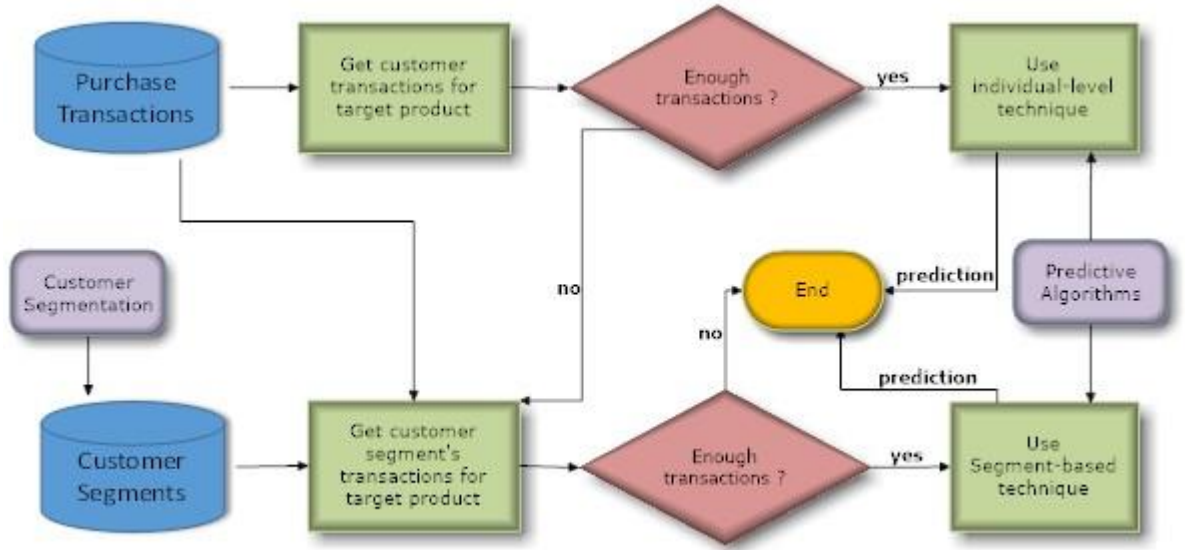 Purchase
Transactions
Get customer
transactions for
target product
Enough
transactions ?
yes
Use
individual-level
technique
Customer
Segmentation
no
End
prediction
Predictive
Algorithms
no
prediction
Customer
Segments
Get customer
segment's
transactions for
target product
Enough
transactions ?
yes
Use
Segment-based
technique